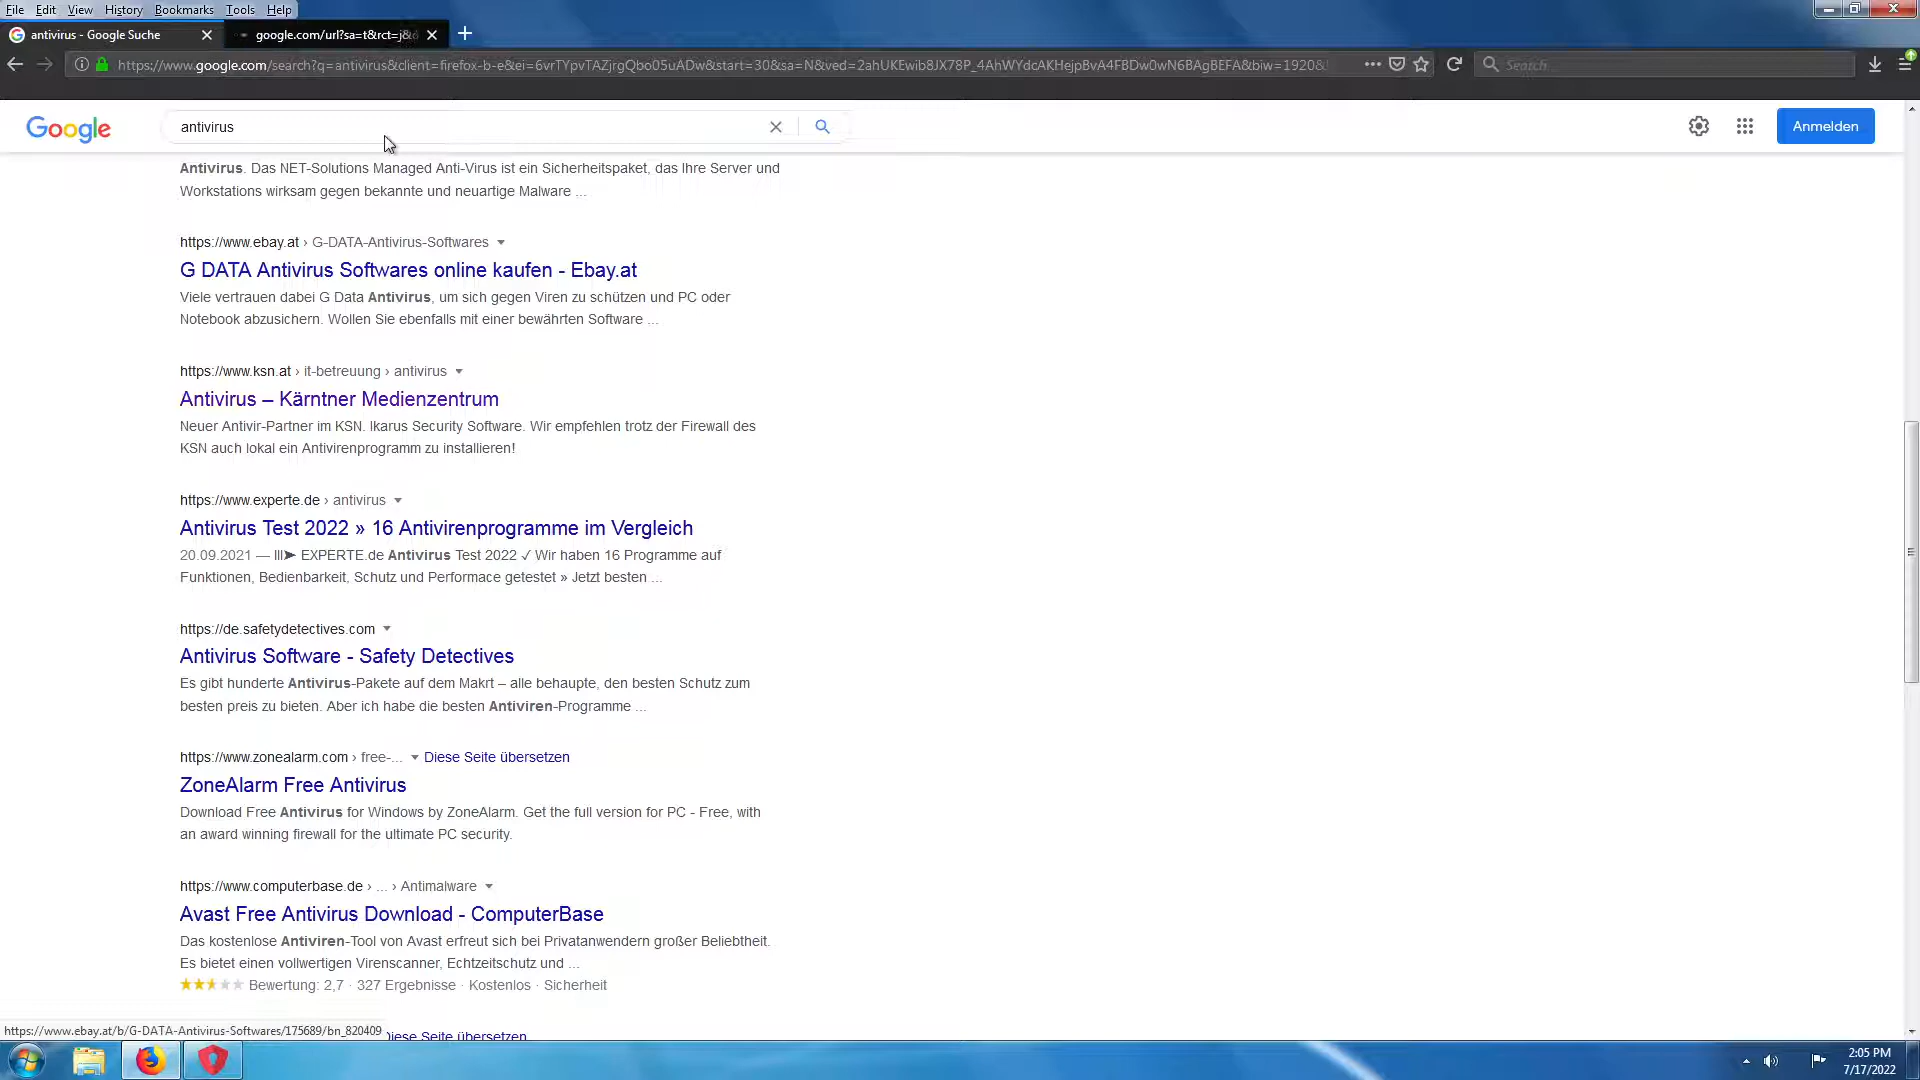 File Edit View History Bookmarks Tools Help
antivirus - Google Suche
google.com/url?sa=t&rct=j&
https://www.google.com/search?q=antivirus&client=firefox-b-e&ei=6vrTYpvTAZjrgQbo05uADw&start=30&sa=N&ved=2ahUKEwib8JX78P_4AhWYdcAKHejpBvA4FBDw0wN6BAgBEFA&biw=1920&
Search...
Google
antivirus
Anmelden
Antivirus. Das NET-Solutions Managed Anti-Virus ist ein Sicherheitspaket, das Ihre Server und
Workstations wirksam gegen bekannte und neuartige Malware ...
https://www.ebay.at › G-DATA-Antivirus-Softwares
G DATA Antivirus Softwares online kaufen - Ebay.at
Viele vertrauen dabei G Data Antivirus, um sich gegen Viren zu schützen und PC oder
Notebook abzusichern. Wollen Sie ebenfalls mit einer bewährten Software ...
https://www.ksn.at › it-betreuung › antivirus
Antivirus – Kärntner Medienzentrum
Neuer Antivir-Partner im KSN. Ikarus Security Software. Wir empfehlen trotz der Firewall des
KSN auch lokal ein Antivirenprogramm zu installieren!
https://www.experte.de › antivirus
Antivirus Test 2022 » 16 Antivirenprogramme im Vergleich
20.09.2021 — lll➤ EXPERTE.de Antivirus Test 2022 ✓ Wir haben 16 Programme auf
Funktionen, Bedienbarkeit, Schutz und Performace getestet » Jetzt besten ...
https://de.safetydetectives.com
Antivirus Software - Safety Detectives
Es gibt hunderte Antivirus-Pakete auf dem Makrt – alle behaupte, den besten Schutz zum
besten preis zu bieten. Aber ich habe die besten Antiviren-Programme ...
https://www.zonealarm.com › free-... Diese Seite übersetzen
ZoneAlarm Free Antivirus
Download Free Antivirus for Windows by ZoneAlarm. Get the full version for PC - Free, with
an award winning firewall for the ultimate PC security.
https://www.computerbase.de › ... › Antimalware
Avast Free Antivirus Download - ComputerBase
Das kostenlose Antiviren-Tool von Avast erfreut sich bei Privatanwendern großer Beliebtheit.
Es bietet einen vollwertigen Virenscanner, Echtzeitschutz und ...
Bewertung: 2,7 · 327 Ergebnisse · Kostenlos · Sicherheit
https://www.ebay.at/b/G-DATA-Antivirus-Softwares/175689/bn_820409
Diese Seite übersetzen
2:05 PM
7/17/2022